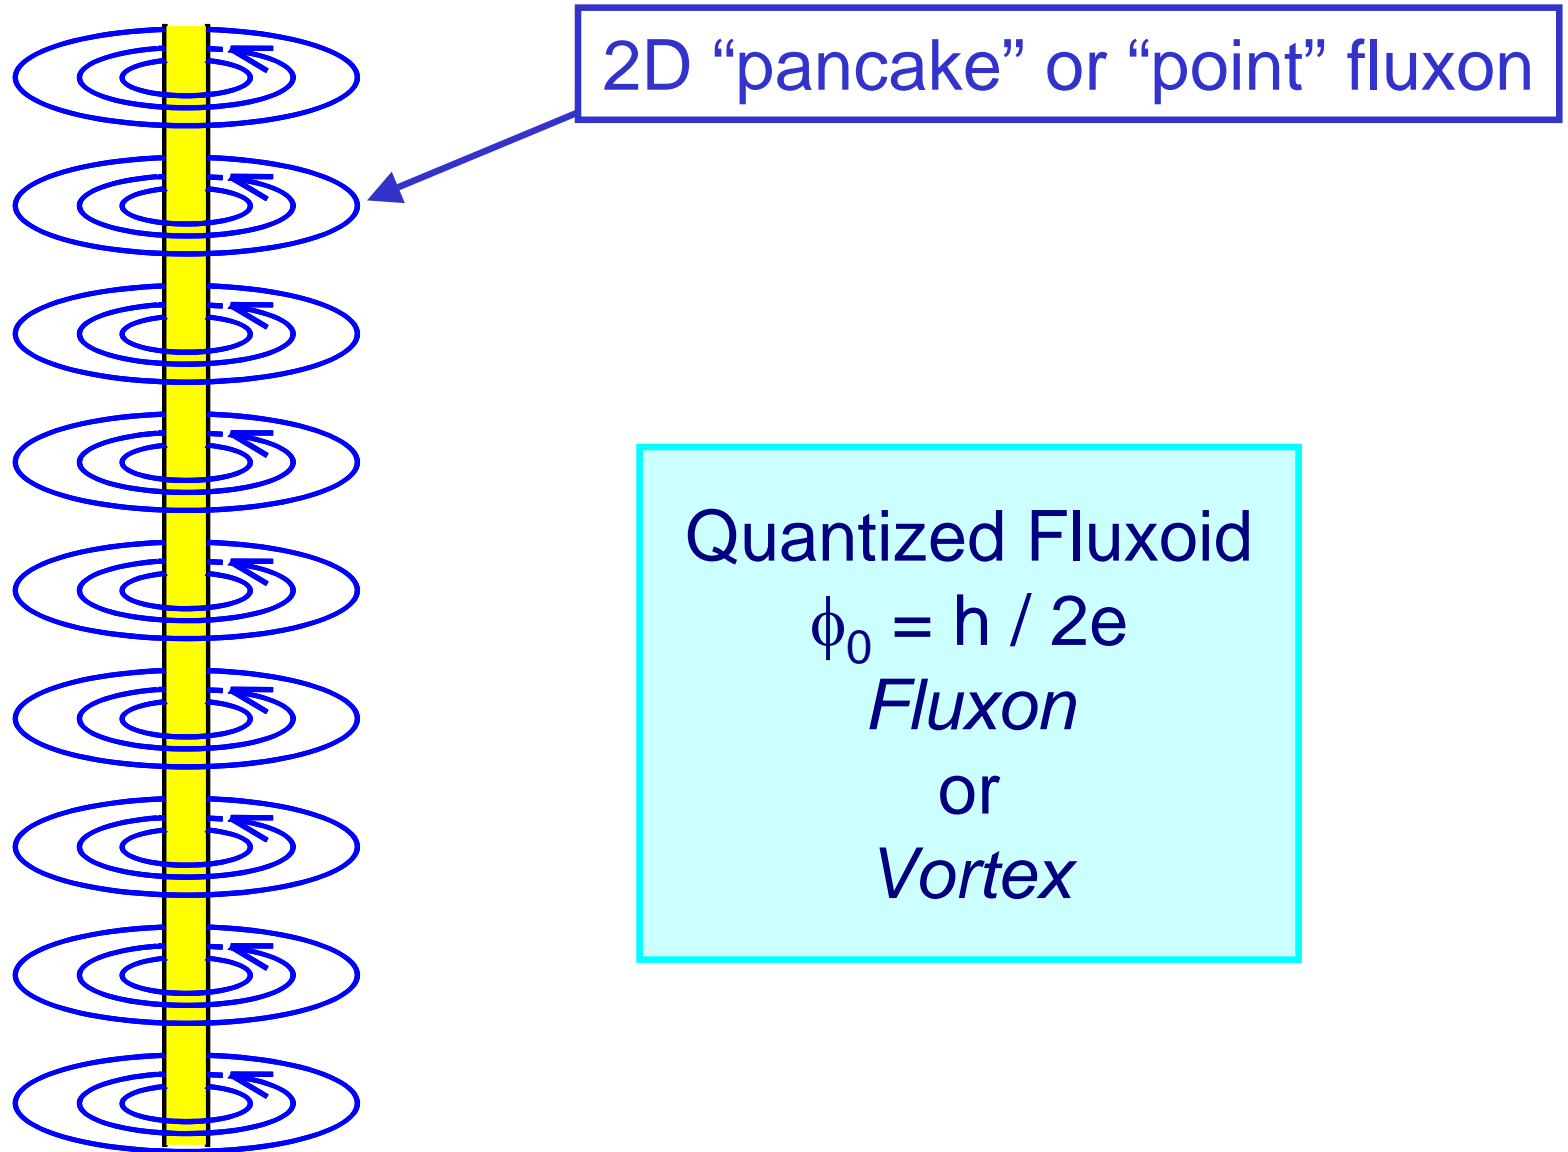 2D “pancake” or “point” fluxon
Quantized Fluxoid
ϕ₀ = h / 2e
Fluxon
or
Vortex